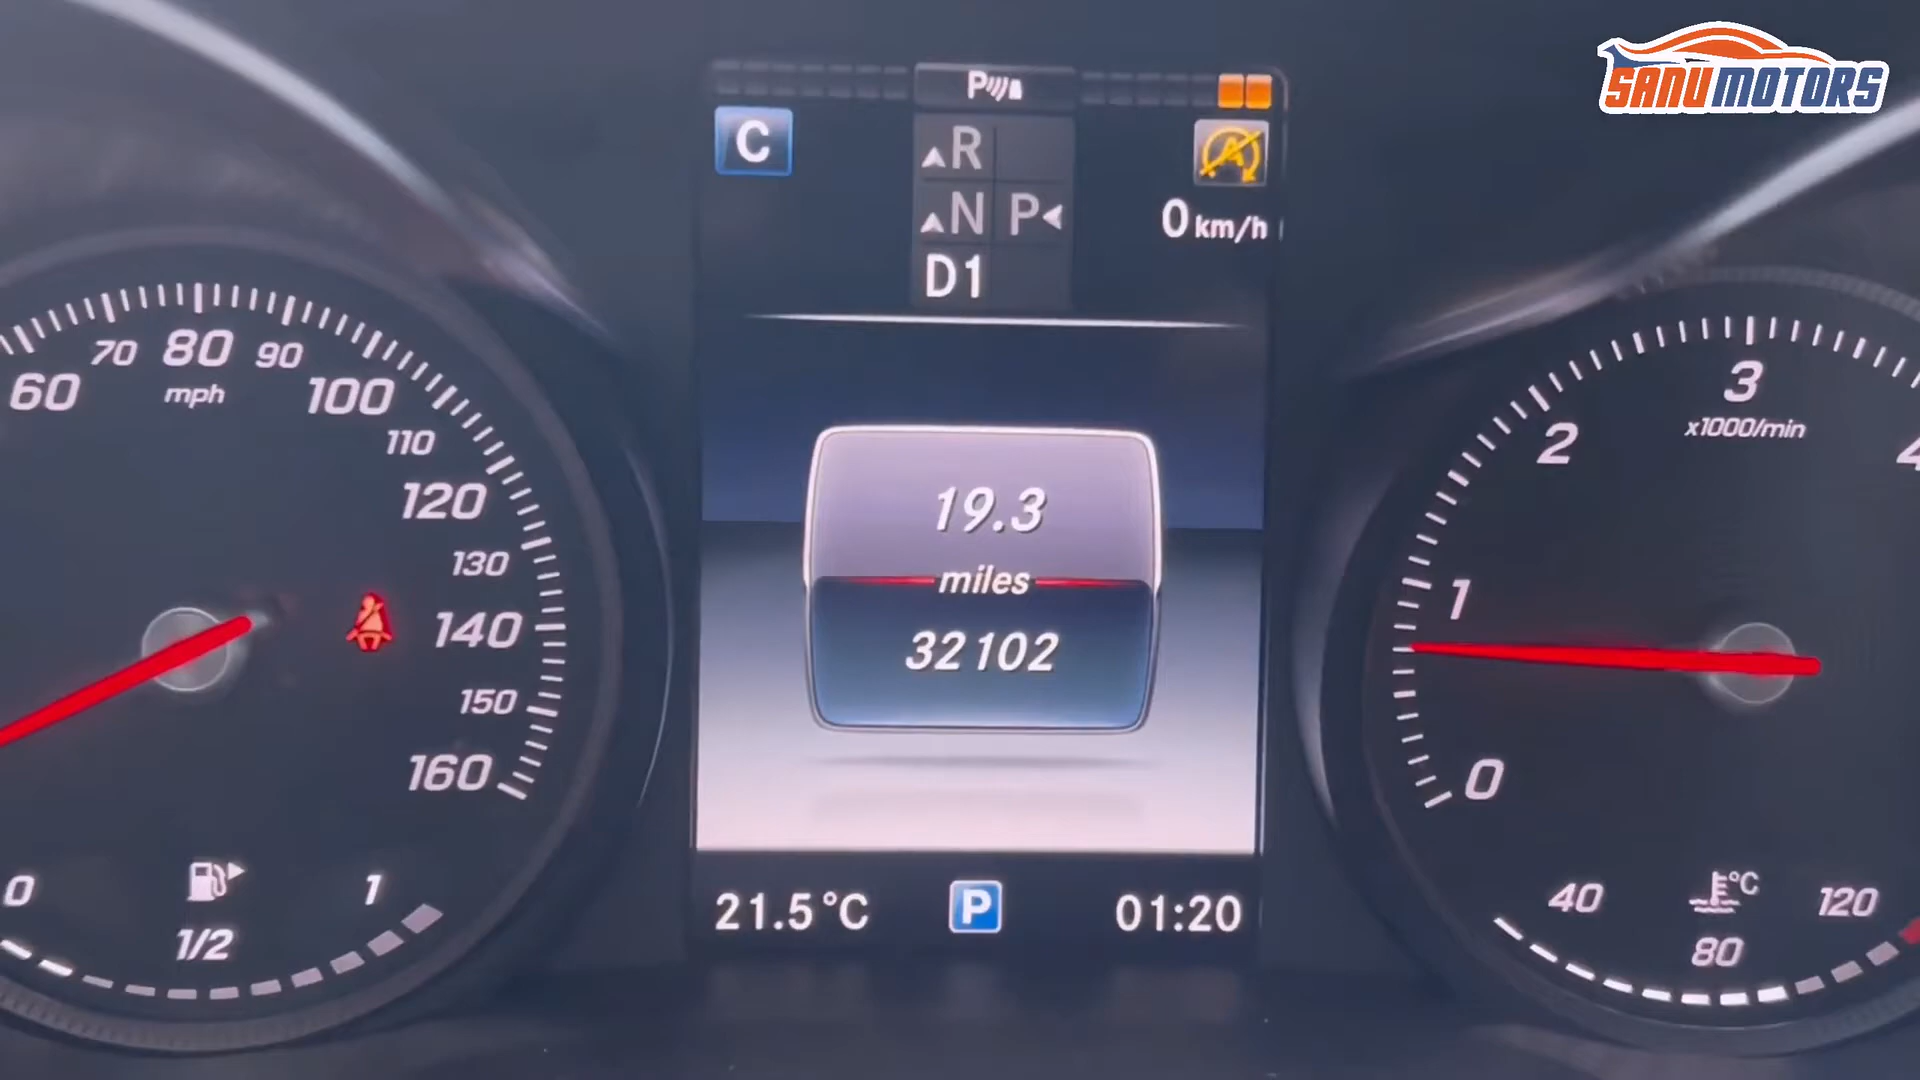 SANU MOTORS
P
C
R
N P
D1
A
0 km/h
60 70 80 90 100 110 120 130 140 150 160
mph
19.3
miles
32102
0 1 2 3 4
x1000/min
0 1
1/2
21.5°C P 01:20
°C
40 80 120